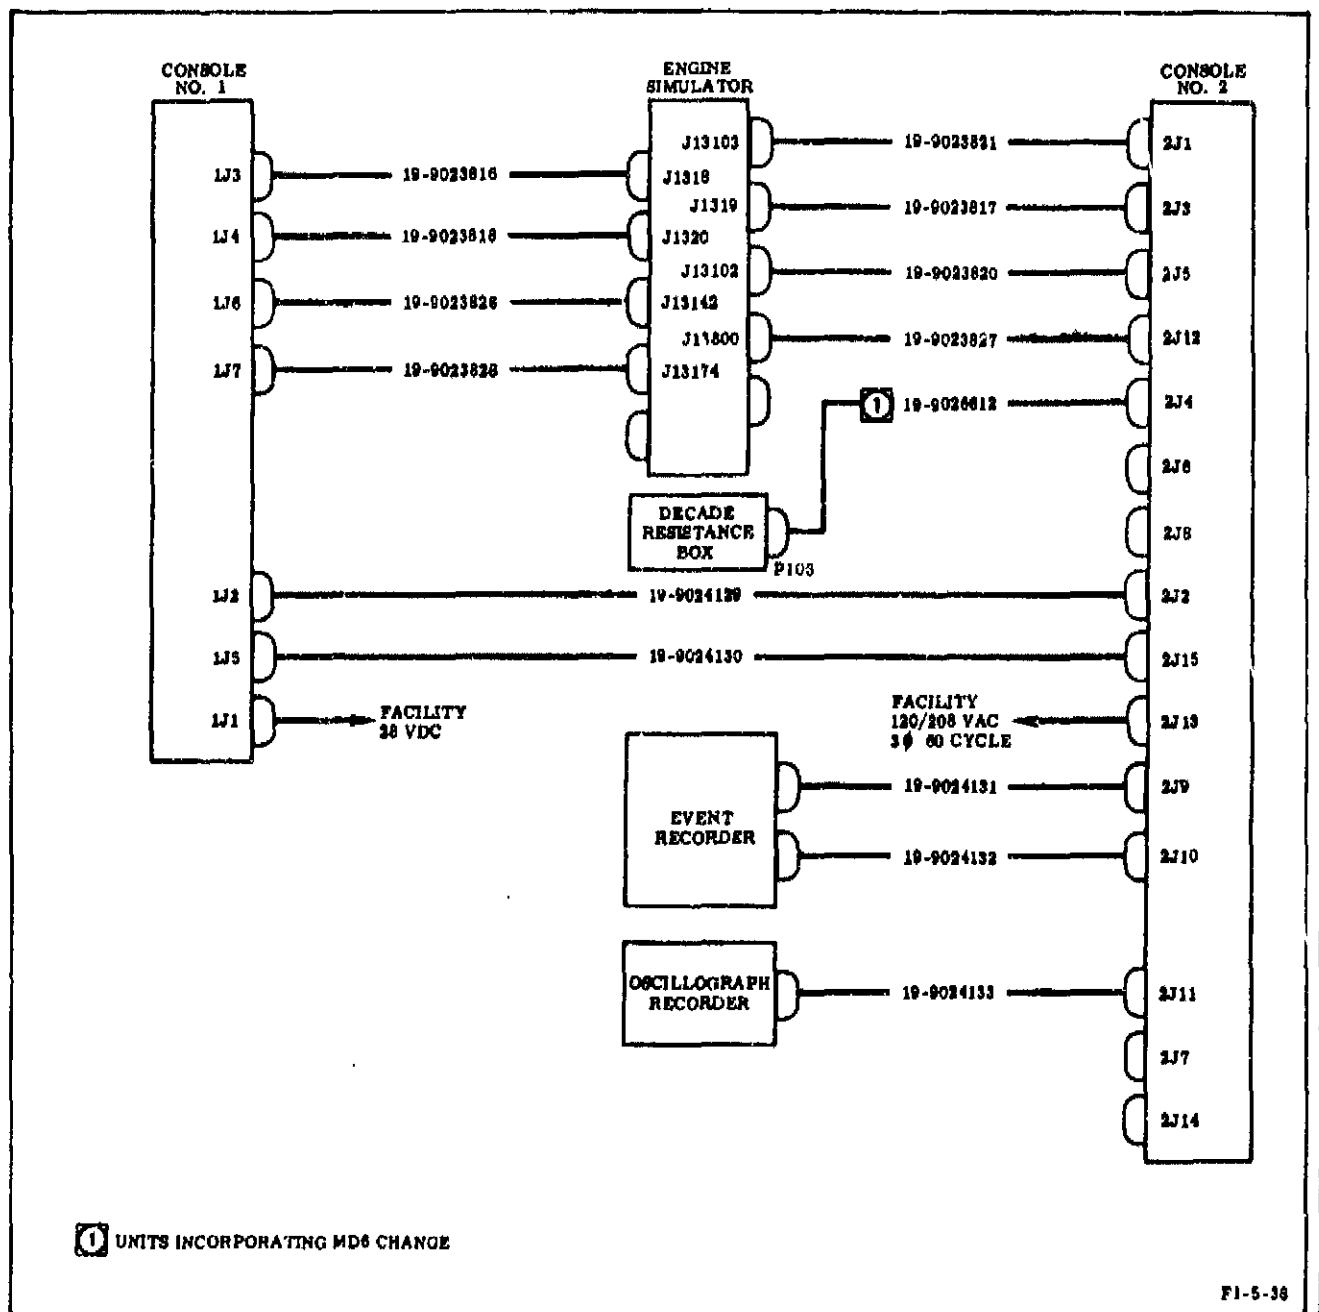 CONSOLE
NO. 1
ENGINE
SIMULATOR
CONSOLE
NO. 2
J13103
19-9023821
2J1
1J3
19-9023816
J1318
J1319
19-9023817
2J3
1J4
19-9023818
J1320
J13102
19-9023820
2J5
1J6
19-9023826
J13142
19-9023827
2J12
1J7
19-9023828
J13174
1
19-9026612
2J4
2J6
DECADE
RESISTANCE
BOX
P103
2J8
1J2
19-9024129
2J2
1J5
19-9024130
2J15
1J1
FACILITY
28 VDC
FACILITY
120/208 VAC
3φ 60 CYCLE
2J13
EVENT
RECORDER
19-9024131
2J9
19-9024132
2J10
OSCILLOGRAPH
RECORDER
19-9024133
2J11
2J7
2J14
1 UNITS INCORPORATING MD6 CHANGE
F1-5-38